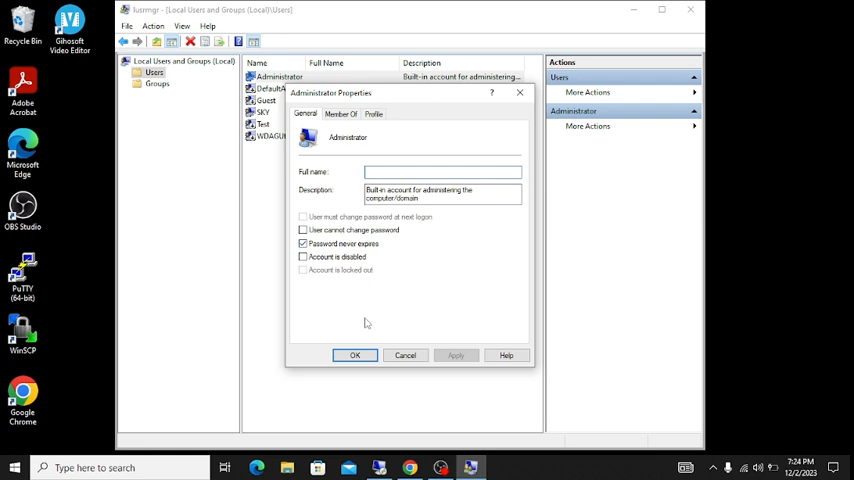 Recycle Bin
Gihosoft
Video Editor
Adobe
Acrobat
Microsoft
Edge
OBS Studio
PuTTY
(64-bit)
WinSCP
Google
Chrome
lusrmgr - [Local Users and Groups (Local)\Users]
File Action View Help
Local Users and Groups (Local)
Users
Groups
Name Full Name Description
Administrator Built-in account for administering...
DefaultA
Guest
SKY
Test
WDAGUt
Administrator Properties
General Member Of Profile
Administrator
Full name:
Description: Built-in account for administering the
computer/domain
User must change password at next logon
User cannot change password
Password never expires
Account is disabled
Account is locked out
OK Cancel Apply Help
Actions
Users
More Actions
Administrator
More Actions
Type here to search
7:24 PM
12/2/2023